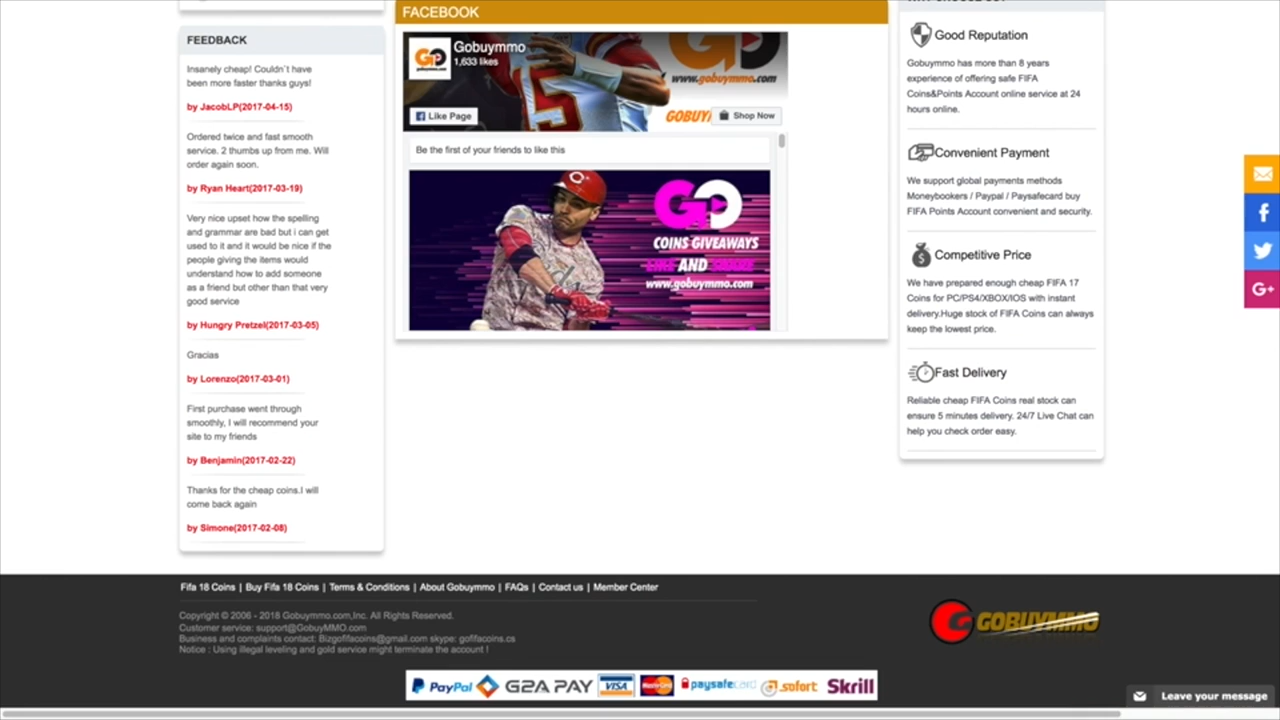 FEEDBACK
Insanely cheap! Couldn`t have
been more faster thanks guys!
by JacobLP(2017-04-15)
Ordered twice and fast smooth
service. 2 thumbs up from me. Will
order again soon.
by Ryan Heart(2017-03-19)
Very nice upset how the spelling
and grammar are bad but i can get
used to it and it would be nice if the
people giving the items would
understand how to add someone
as a friend but other than that very
good service
by Hungry Pretzel(2017-03-05)
Gracias
by Lorenzo(2017-03-01)
First purchase went through
smoothly, I will recommend your
site to my friends
by Benjamin(2017-02-22)
Thanks for the cheap coins.I will
come back again
by Simone(2017-02-08)
FACEBOOK
Gobuymmo
1,633 likes
www.gobuymmo.com
Like Page
GOBUY
Shop Now
Be the first of your friends to like this
GO
COINS GIVEAWAYS
LIKE AND SHARE
www.gobuymmo.com
Good Reputation
Gobuymmo has more than 8 years
experience of offering safe FIFA
Coins&Points Account online service at 24
hours online.
Convenient Payment
We support global payments methods
Moneybookers / Paypal / Paysafecard buy
FIFA Points Account convenient and security.
Competitive Price
We have prepared enough cheap FIFA 17
Coins for PC/PS4/XBOX/IOS with instant
delivery.Huge stock of FIFA Coins can always
keep the lowest price.
Fast Delivery
Reliable cheap FIFA Coins real stock can
ensure 5 minutes delivery. 24/7 Live Chat can
help you check order easy.
Fifa 18 Coins | Buy Fifa 18 Coins | Terms & Conditions | About Gobuymmo | FAQs | Contact us | Member Center
Copyright © 2006 - 2018 Gobuymmo.com,Inc. All Rights Reserved.
Customer service: support@GobuyMMO.com
Business and complaints contact: Bizgofifacoins@gmail.com skype: gofifacoins.cs
Notice : Using illegal leveling and gold service might terminate the account !
GOBUYMMO
PayPal G2A PAY VISA MasterCard paysafecard sofort Skrill
Leave your message